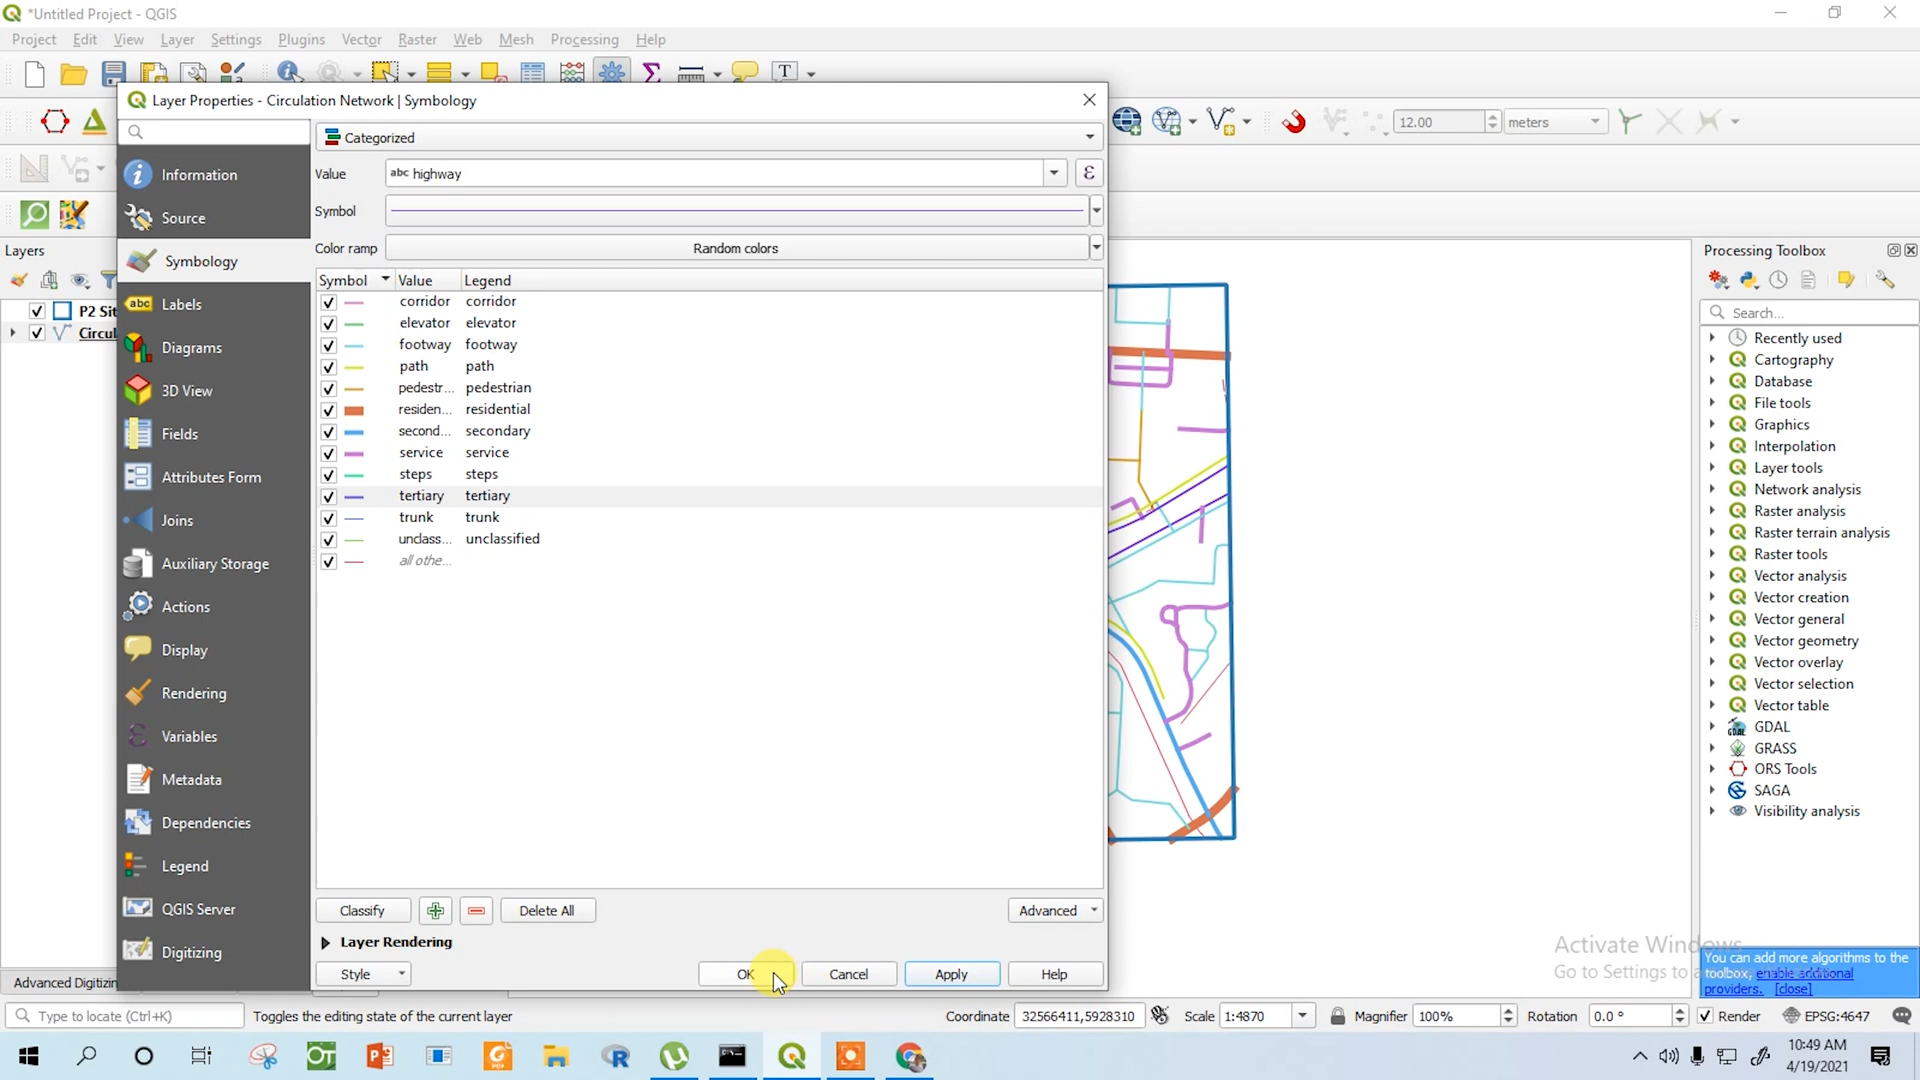 *Untitled Project - QGIS
Project Edit View Layer Settings Plugins Vector Raster Web Mesh Processing Help
Layer Properties - Circulation Network | Symbology
Categorized
12.00 meters
Value abc highway ε
Symbol
Color ramp Random colors
Information
Source
Symbology
Labels
Diagrams
3D View
Fields
Attributes Form
Joins
Auxiliary Storage
Actions
Display
Rendering
Variables
Metadata
Dependencies
Legend
QGIS Server
Digitizing
Layers
P2 Sit
Circul
Symbol Value Legend
corridor corridor
elevator elevator
footway footway
path path
pedestr... pedestrian
residen... residential
second... secondary
service service
steps steps
tertiary tertiary
trunk trunk
unclass... unclassified
all othe...
Classify Delete All Advanced
Layer Rendering
Style OK Cancel Apply Help
Processing Toolbox
Search...
Recently used
Cartography
Database
File tools
Graphics
Interpolation
Layer tools
Network analysis
Raster analysis
Raster terrain analysis
Raster tools
Vector analysis
Vector creation
Vector general
Vector geometry
Vector overlay
Vector selection
Vector table
GDAL
GRASS
ORS Tools
SAGA
Visibility analysis
Activate Windows
Go to Settings to a
You can add more algorithms to the
toolbox, enable additional
providers. [close]
Advanced Digitizin
Type to locate (Ctrl+K) Toggles the editing state of the current layer Coordinate 32566411,5928310 Scale 1:4870 Magnifier 100% Rotation 0.0 ° Render EPSG:4647
10:49 AM
4/19/2021